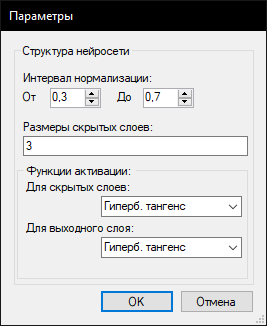 Параметры
Структура нейросети
Интервал нормализации:
От 0,3 До 0,7
Размеры скрытых слоев:
3
Функции активации:
Для скрытых слоев:
Гиперб. тангенс
Для выходного слоя:
Гиперб. тангенс
OK Отмена